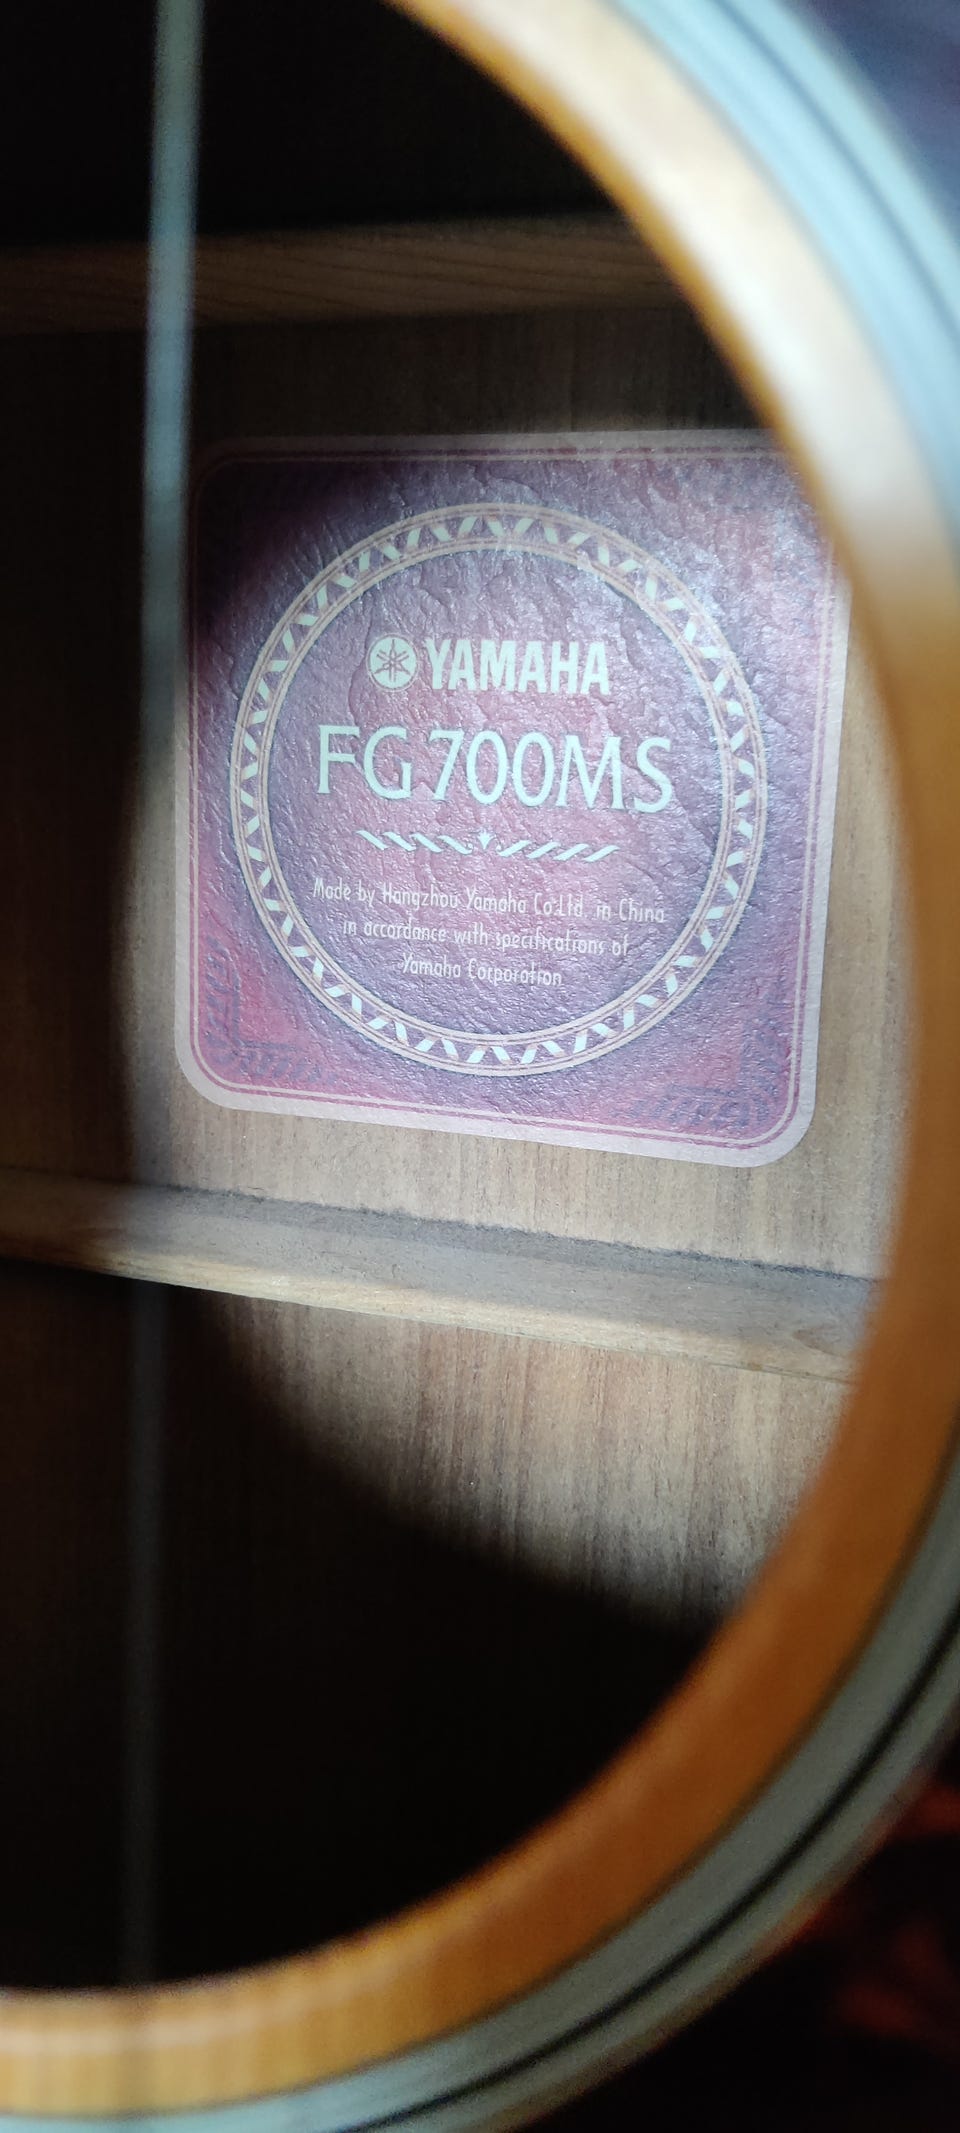 YAMAHA
FG700MS
Made by Hangzhou Yamaha Co.Ltd. in China
in accordance with specifications of
Yamaha Corporation